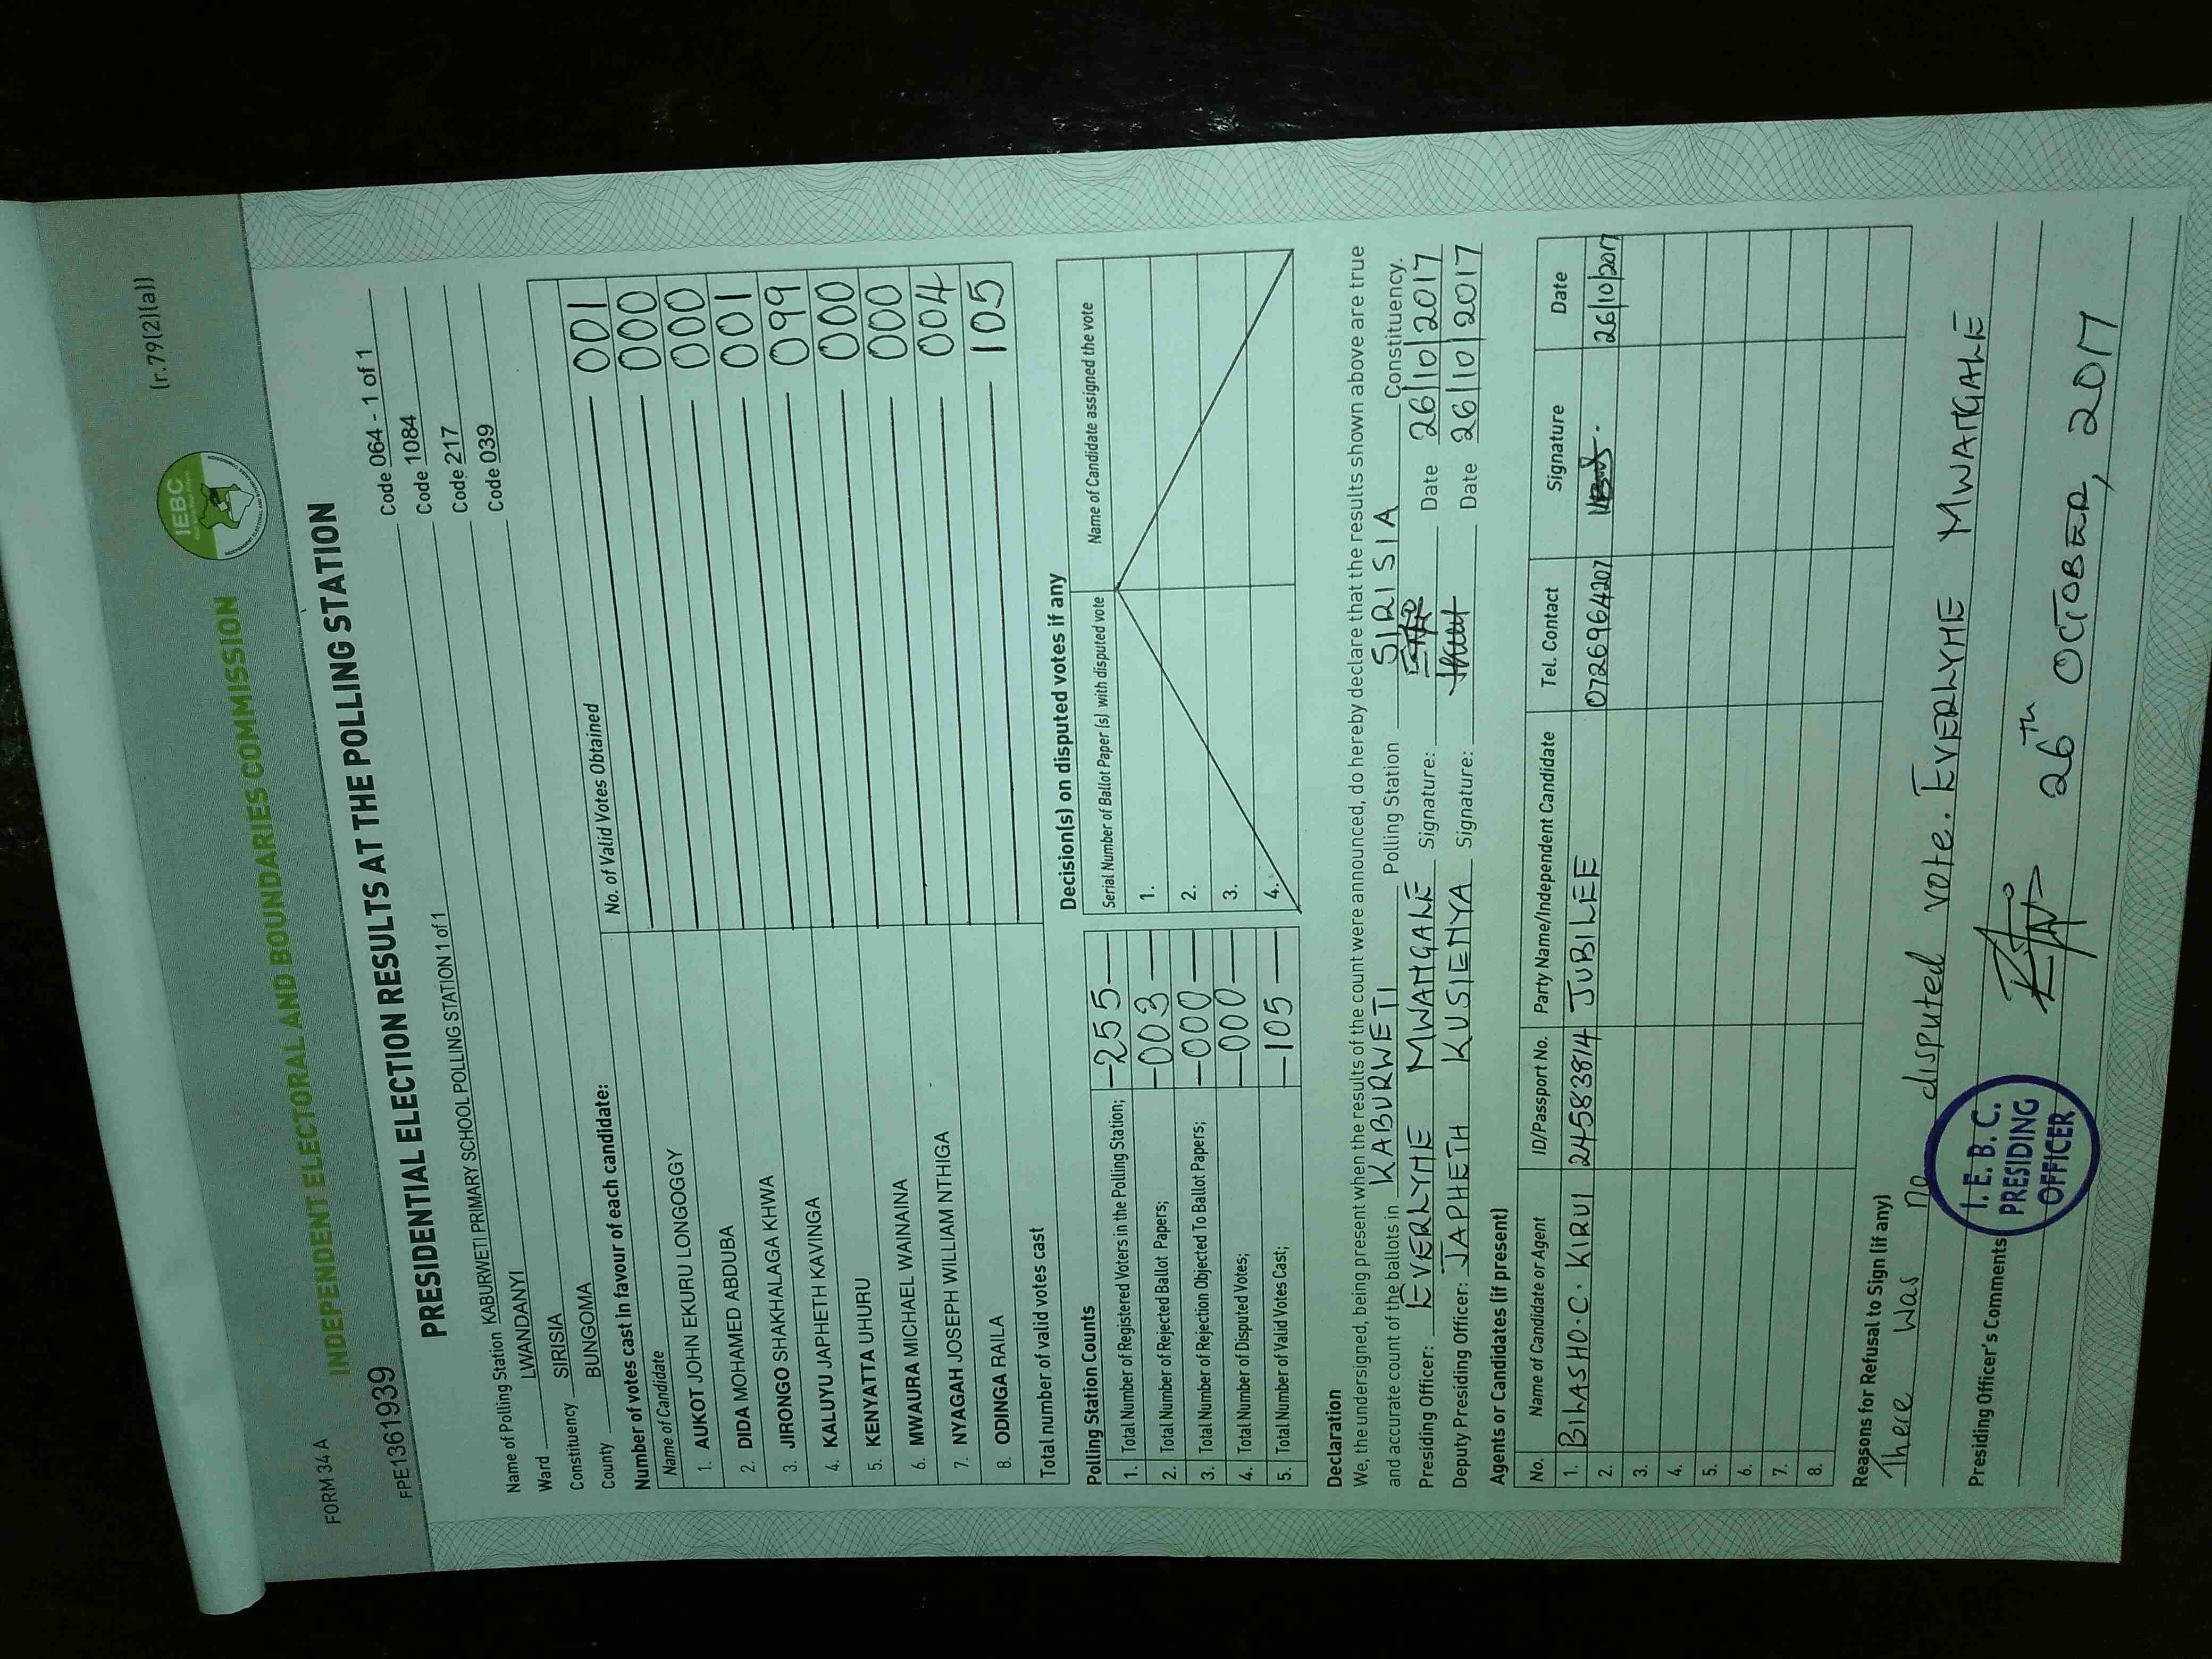 (r.79(2)(a))
FORM 34A
IEBC
INDEPENDENT ELECTORAL AND BOUNDARIES COMMISSION
FPE1361939
PRESIDENTIAL ELECTION RESULTS AT THE POLLING STATION
Name of Polling Station KABURWETI PRIMARY SCHOOL POLLING STATION 1 of 1 Code 064 - 1 of 1
Ward LWANDANYI Code 1084
Constituency SIRISIA Code 217
County BUNGOMA Code 039
Number of votes cast in favour of each candidate:
Name of Candidate No. of Valid Votes Obtained
1. AUKOT JOHN EKURU LONGOGGY 001
2. DIDA MOHAMED ABDUBA 000
3. JIRONGO SHAKHALAGA KHWA 000
4. KALUYU JAPHETH KAVINGA 001
5. KENYATTA UHURU 099
6. MWAURA MICHAEL WAINAINA 000
7. NYAGAH JOSEPH WILLIAM NTHIGA 000
8. ODINGA RAILA 004
Total number of valid votes cast 105
Polling Station Counts
1. Total Number of Registered Voters in the Polling Station; —255—
2. Total Number of Rejected Ballot Papers; —003—
3. Total Number of Rejection Objected To Ballot Papers; —000—
4. Total Number of Disputed Votes; —000—
5. Total Number of Valid Votes Cast; —105—
Decision(s) on disputed votes if any
Serial Number of Ballot Paper (s) with disputed vote Name of Candidate assigned the vote
1.
2.
3.
4.
Declaration
We, the undersigned, being present when the results of the count were announced, do hereby declare that the results shown above are true
and accurate count of the ballots in KABURWETI Polling Station SIRISIA Constituency.
Presiding Officer: EVERLYNE MWANGALE Signature: Date 26/10/2017
Deputy Presiding Officer: JAPHETH KUSIENYA Signature: Date 26/10/2017
Agents or Candidates (if present)
No. Name of Candidate or Agent ID/Passport No. Party Name/Independent Candidate Tel. Contact Signature Date
1. BILASHO.C. KIRUI 24583814 JUBILEE 0726964207 26/10/2017
2.
3.
4.
5.
6.
7.
8.
Reasons for Refusal to Sign (if any)
There was no disputed vote. EVERLYNE MWANGALE
Presiding Officer's Comments
26TH OCTOBER, 2017
I.E.B.C.
PRESIDING
OFFICER